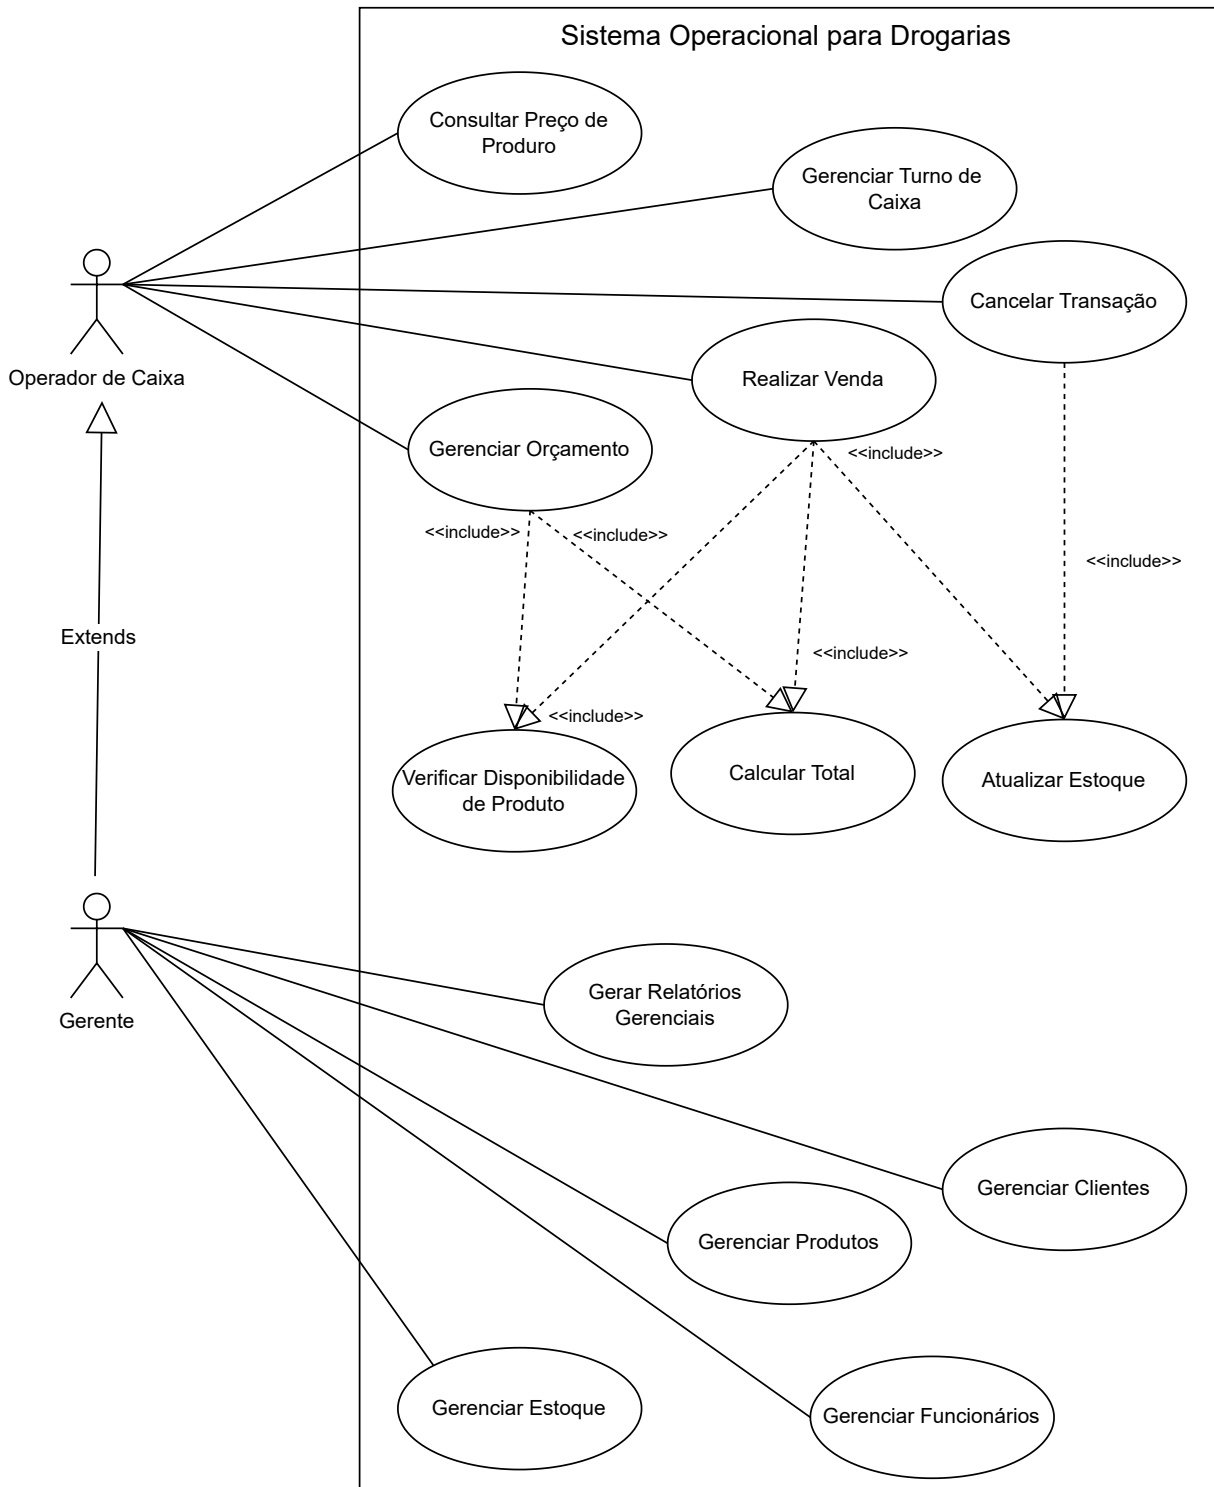 Sistema Operacional para Drogarias
Consultar Preço de
Produro
Gerenciar Turno de
Caixa
Cancelar Transação
Operador de Caixa
Realizar Venda
Gerenciar Orçamento
<<include>>
<<include>>
<<include>>
<<include>>
Extends
<<include>>
<<include>>
Verificar Disponibilidade
de Produto
Calcular Total
Atualizar Estoque
Gerente
Gerar Relatórios
Gerenciais
Gerenciar Clientes
Gerenciar Produtos
Gerenciar Estoque
Gerenciar Funcionários